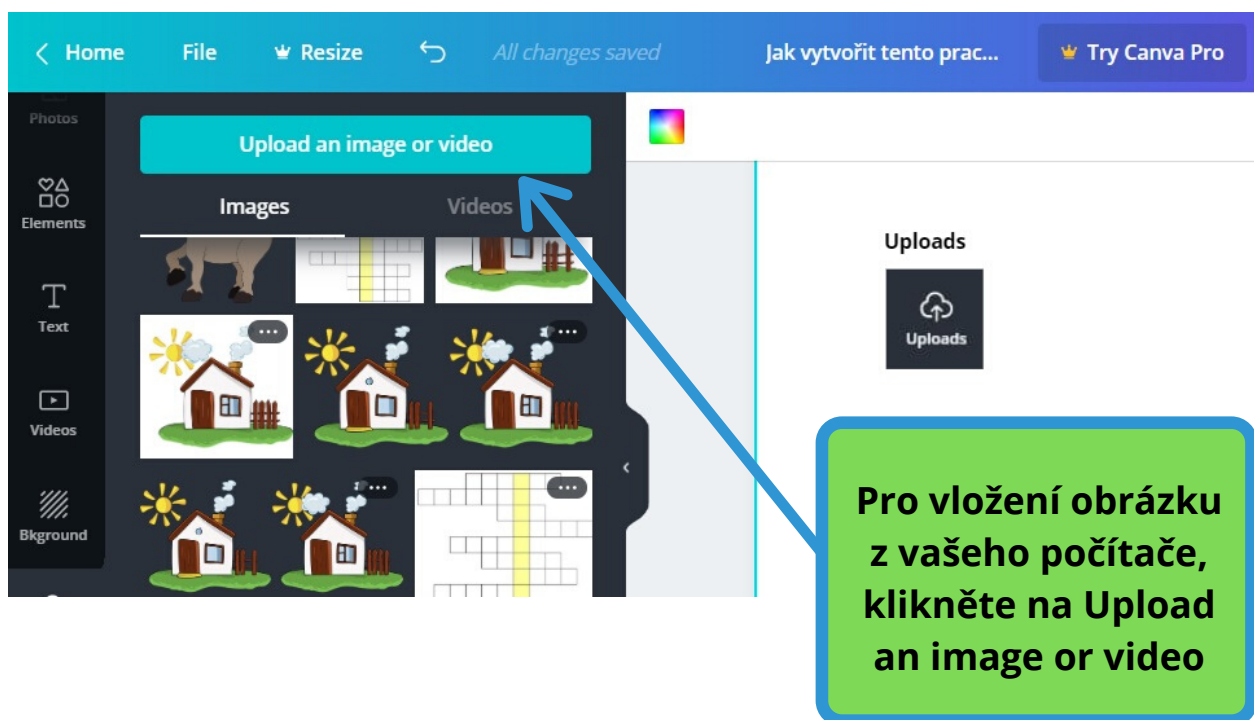 Home File Resize All changes saved Jak vytvořit tento prac... Try Canva Pro
Photos
Elements
Text
Videos
Bkground
Upload an image or video
Images Videos
Uploads
Uploads
Pro vložení obrázku
z vašeho počítače,
klikněte na Upload
an image or video